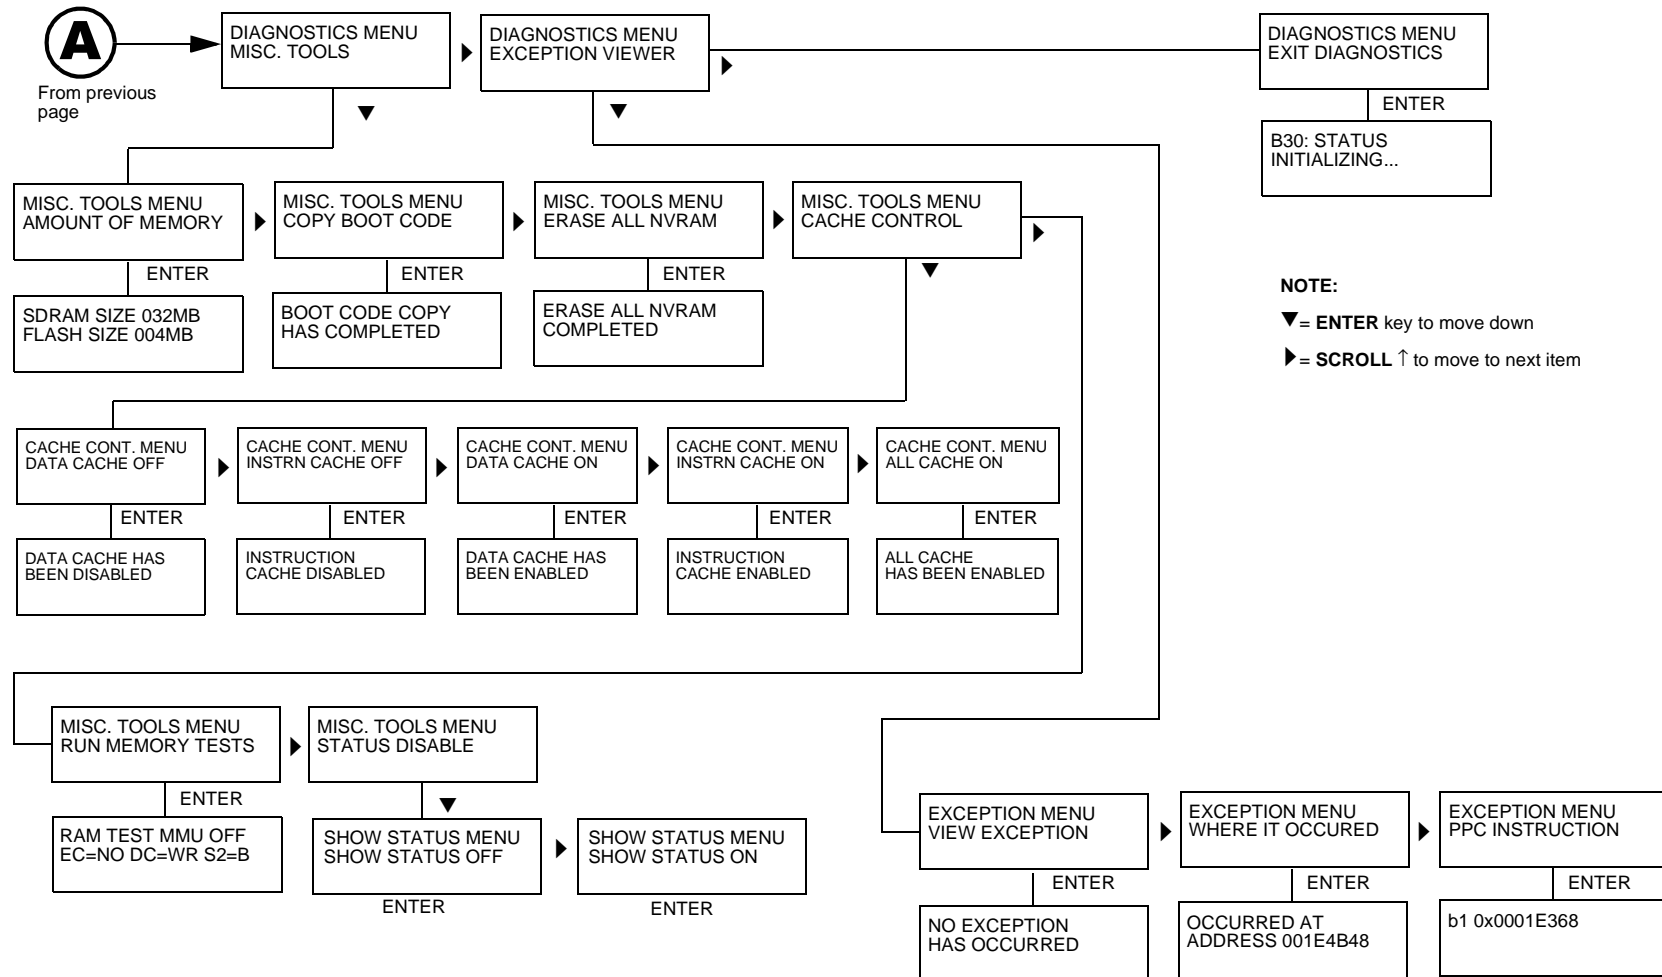 A
From previous
page
DIAGNOSTICS MENU
MISC. TOOLS
DIAGNOSTICS MENU
EXCEPTION VIEWER
DIAGNOSTICS MENU
EXIT DIAGNOSTICS
ENTER
B30: STATUS
INITIALIZING...
MISC. TOOLS MENU
AMOUNT OF MEMORY
ENTER
SDRAM SIZE 032MB
FLASH SIZE 004MB
MISC. TOOLS MENU
COPY BOOT CODE
ENTER
BOOT CODE COPY
HAS COMPLETED
MISC. TOOLS MENU
ERASE ALL NVRAM
ENTER
ERASE ALL NVRAM
COMPLETED
MISC. TOOLS MENU
CACHE CONTROL
NOTE:
▼= ENTER key to move down
▶= SCROLL ↑ to move to next item
CACHE CONT. MENU
DATA CACHE OFF
ENTER
DATA CACHE HAS
BEEN DISABLED
CACHE CONT. MENU
INSTRN CACHE OFF
ENTER
INSTRUCTION
CACHE DISABLED
CACHE CONT. MENU
DATA CACHE ON
ENTER
DATA CACHE HAS
BEEN ENABLED
CACHE CONT. MENU
INSTRN CACHE ON
ENTER
INSTRUCTION
CACHE ENABLED
CACHE CONT. MENU
ALL CACHE ON
ENTER
ALL CACHE
HAS BEEN ENABLED
MISC. TOOLS MENU
RUN MEMORY TESTS
ENTER
RAM TEST MMU OFF
EC=NO DC=WR S2=B
MISC. TOOLS MENU
STATUS DISABLE
SHOW STATUS MENU
SHOW STATUS OFF
ENTER
SHOW STATUS MENU
SHOW STATUS ON
ENTER
EXCEPTION MENU
VIEW EXCEPTION
ENTER
NO EXCEPTION
HAS OCCURRED
EXCEPTION MENU
WHERE IT OCCURED
ENTER
OCCURRED AT
ADDRESS 001E4B48
EXCEPTION MENU
PPC INSTRUCTION
ENTER
b1 0x0001E368